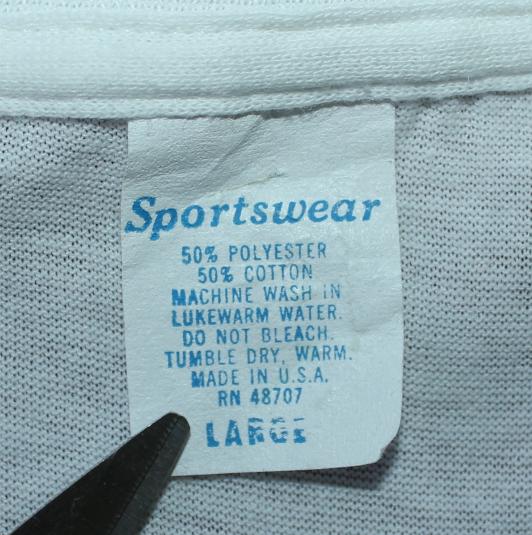 Sportswear
50% POLYESTER
50% COTTON
MACHINE WASH IN
LUKEWARM WATER.
DO NOT BLEACH.
TUMBLE DRY, WARM.
MADE IN U.S.A.
RN 48707
LARGE